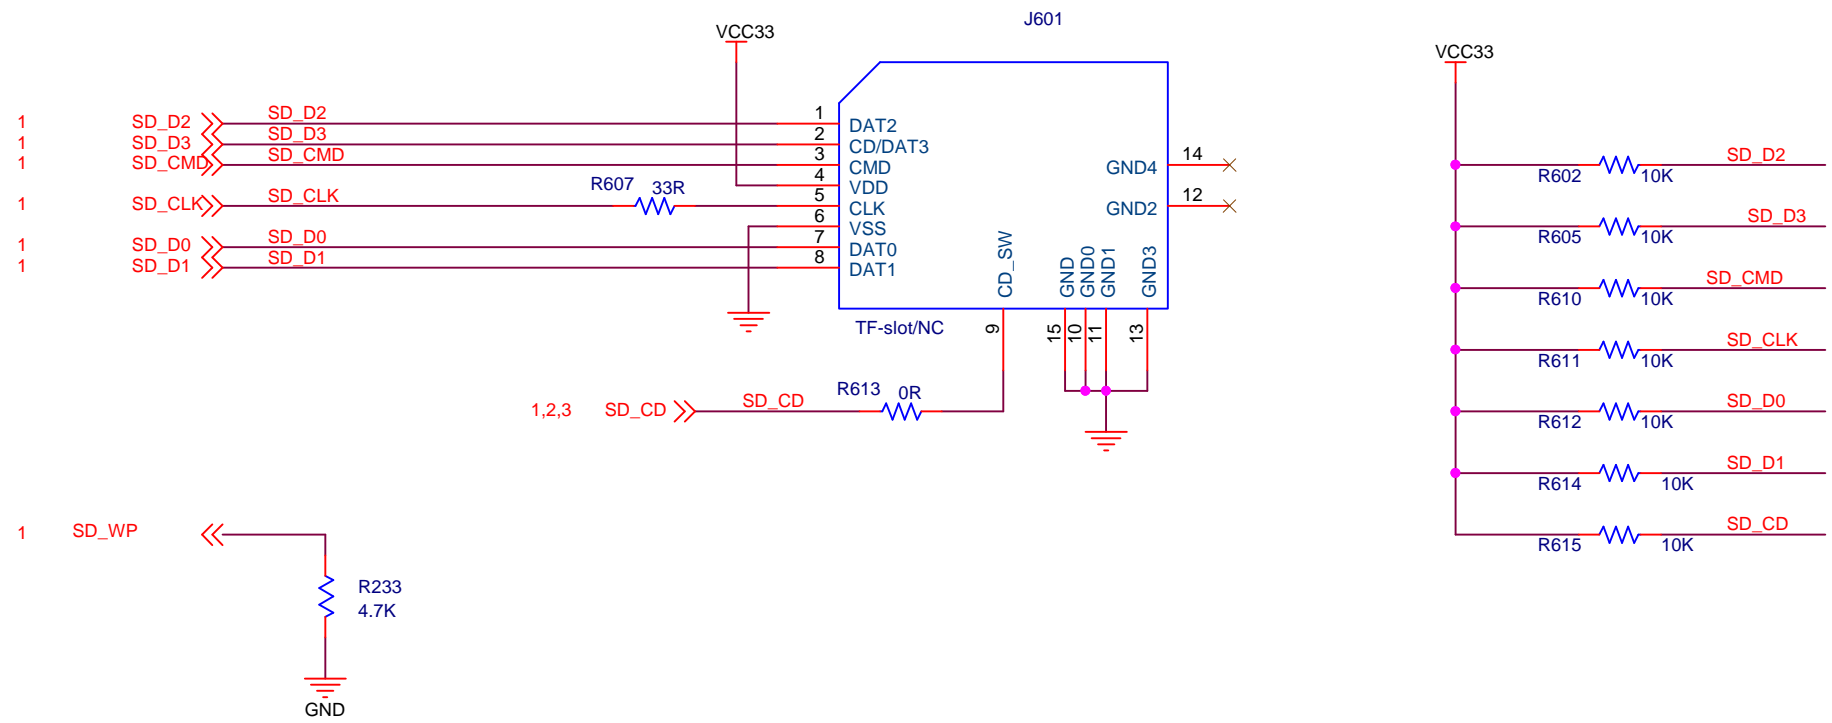 J601
VCC33
VCC33
1 SD_D2 SD_D2 1 DAT2
1 SD_D3 SD_D3 2 CD/DAT3
1 SD_CMD SD_CMD 3 CMD
4 VDD
1 SD_CLK SD_CLK R607 33R 5 CLK
6 VSS
1 SD_D0 SD_D0 7 DAT0
1 SD_D1 SD_D1 8 DAT1
GND4 14
GND2 12
CD_SW 9
GND 15
GND0 10
GND1 11
GND3 13
TF-slot/NC
1,2,3 SD_CD SD_CD R613 0R
R602 10K SD_D2
R605 10K SD_D3
R610 10K SD_CMD
R611 10K SD_CLK
R612 10K SD_D0
R614 10K SD_D1
R615 10K SD_CD
1 SD_WP
R233
4.7K
GND